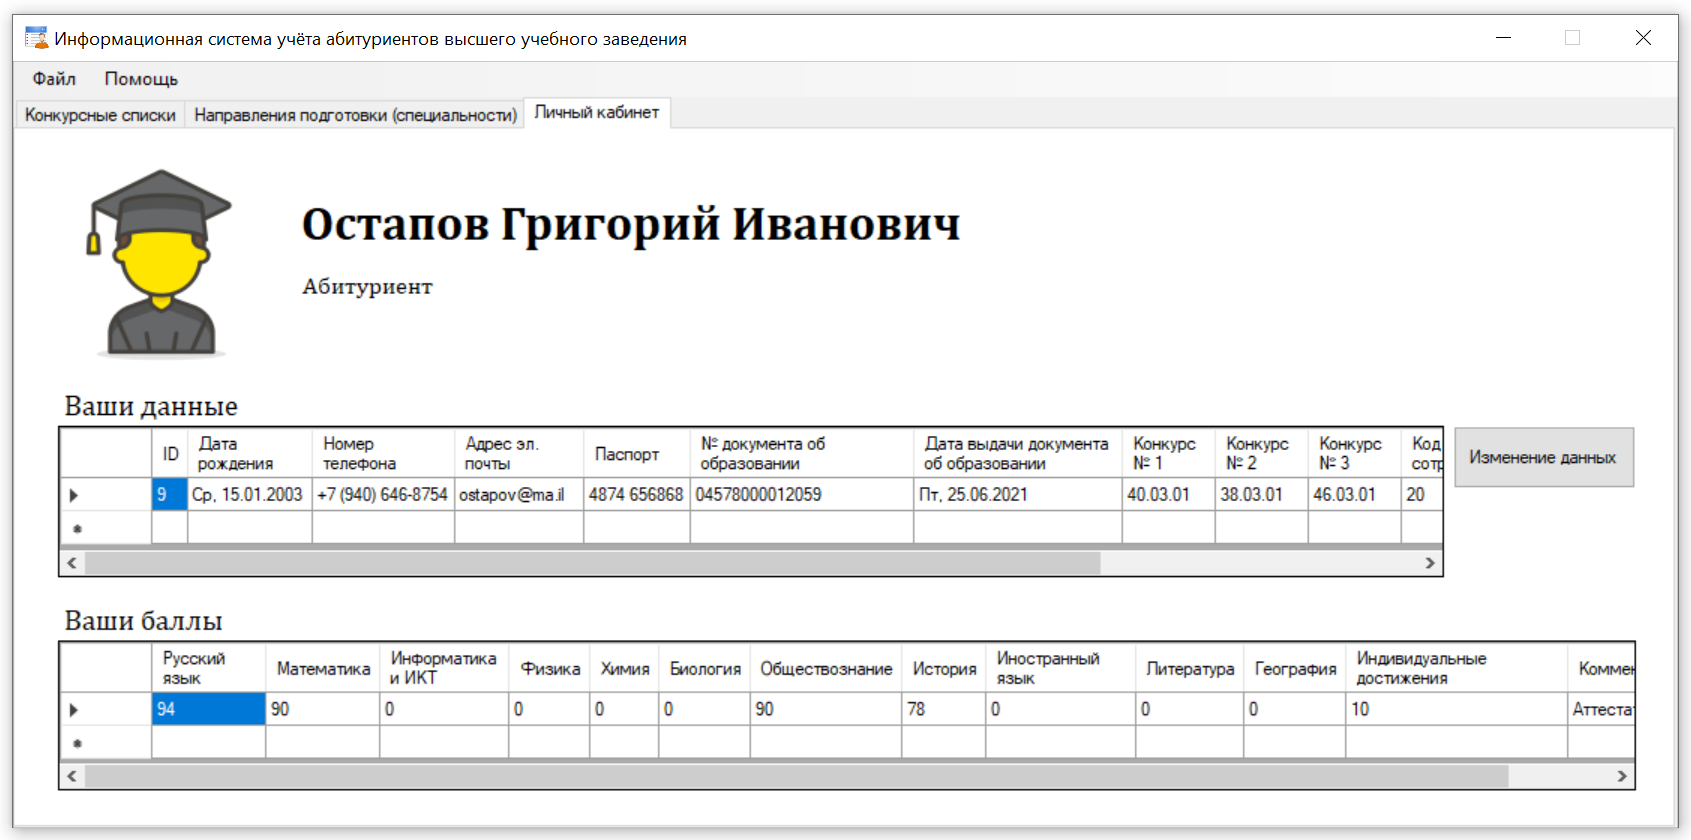 Информационная система учёта абитуриентов высшего учебного заведения
Файл Помощь
Конкурсные списки Направления подготовки (специальности) Личный кабинет
Остапов Григорий Иванович
Абитуриент
Ваши данные
ID Дата рождения Номер телефона Адрес эл. почты Паспорт № документа об образовании Дата выдачи документа об образовании Конкурс № 1 Конкурс № 2 Конкурс № 3 Код сотр
9 Ср, 15.01.2003 +7 (940) 646-8754 ostapov@ma.il 4874 656868 04578000012059 Пт, 25.06.2021 40.03.01 38.03.01 46.03.01 20
Изменение данных
Ваши баллы
Русский язык Математика Информатика и ИКТ Физика Химия Биология Обществознание История Иностранный язык Литература География Индивидуальные достижения Коммен
94 90 0 0 0 0 90 78 0 0 0 10 Аттеста